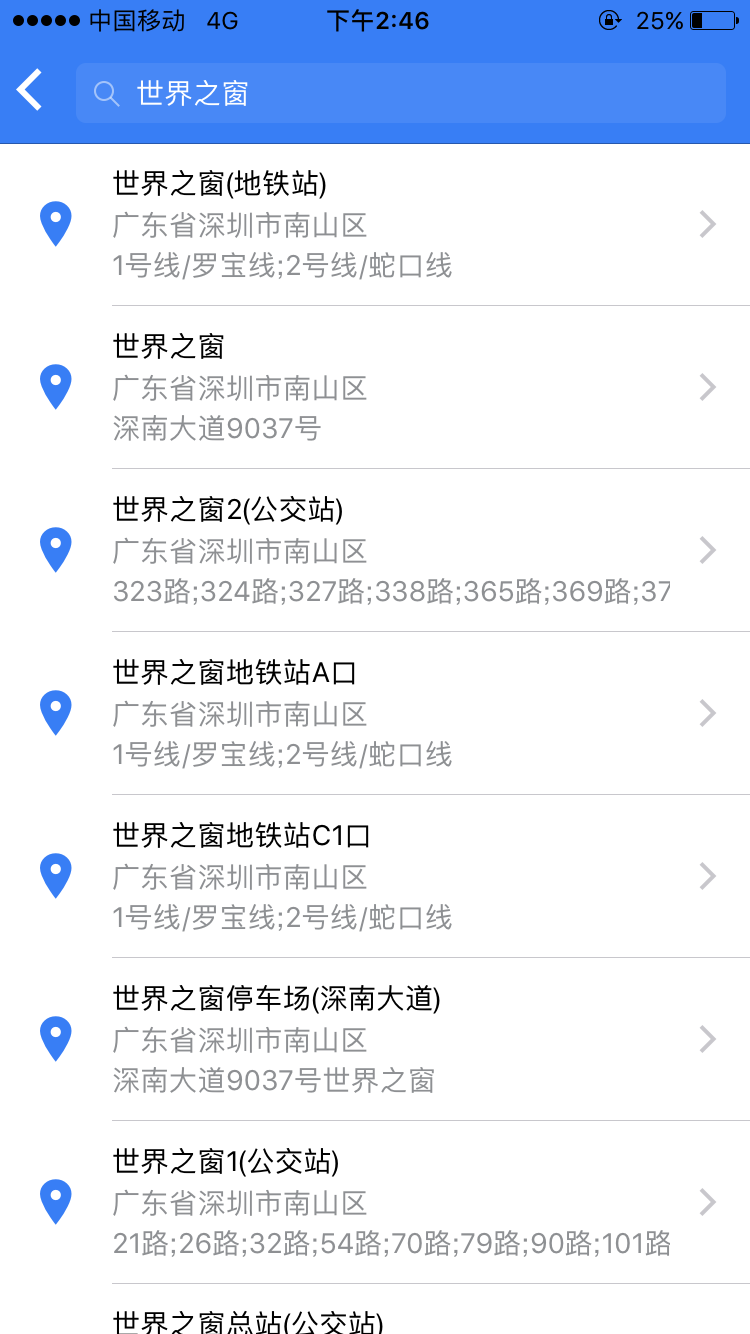 中国移动 4G 下午2:46 25%
世界之窗
世界之窗(地铁站)
广东省深圳市南山区
1号线/罗宝线;2号线/蛇口线
世界之窗
广东省深圳市南山区
深南大道9037号
世界之窗2(公交站)
广东省深圳市南山区
323路;324路;327路;338路;365路;369路;37
世界之窗地铁站A口
广东省深圳市南山区
1号线/罗宝线;2号线/蛇口线
世界之窗地铁站C1口
广东省深圳市南山区
1号线/罗宝线;2号线/蛇口线
世界之窗停车场(深南大道)
广东省深圳市南山区
深南大道9037号世界之窗
世界之窗1(公交站)
广东省深圳市南山区
21路;26路;32路;54路;70路;79路;90路;101路
世界之窗总站(公交站)